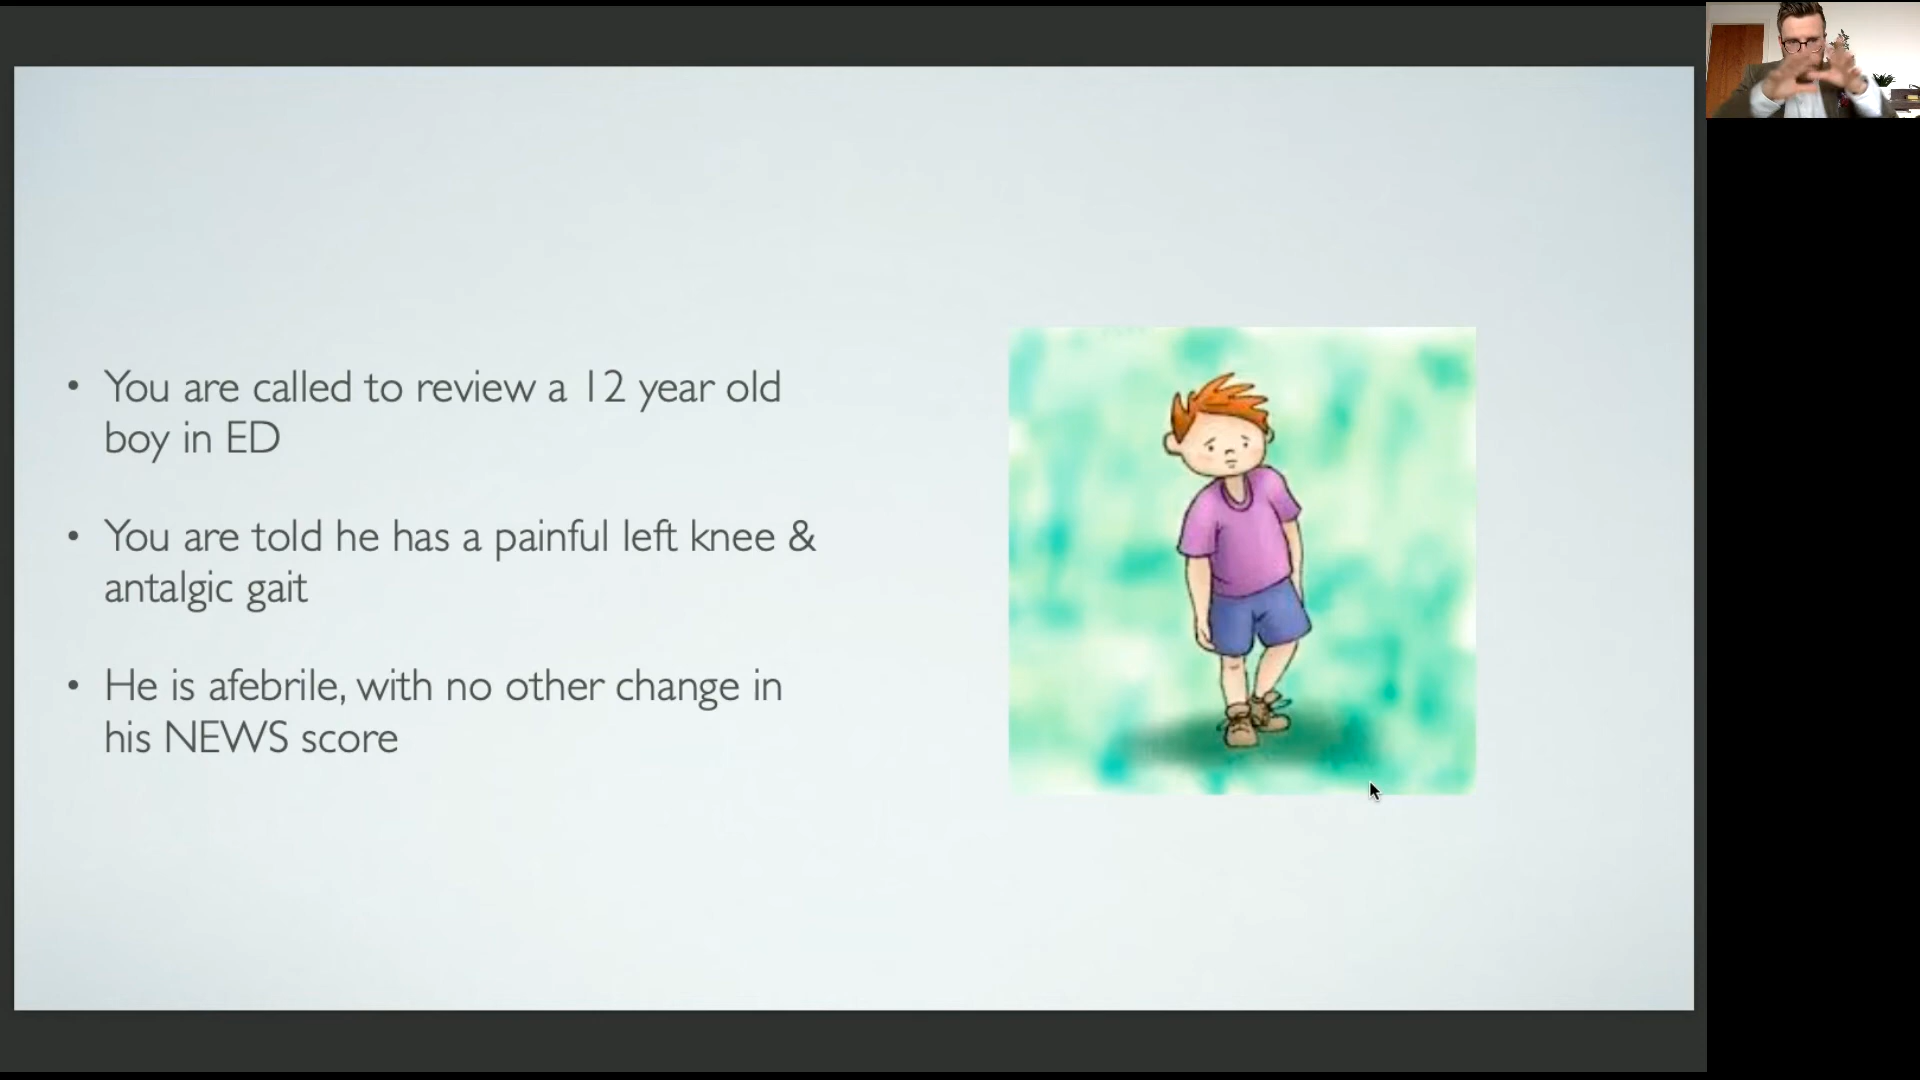 • You are called to review a 12 year old
boy in ED
• You are told he has a painful left knee &
antalgic gait
• He is afebrile, with no other change in
his NEWS score